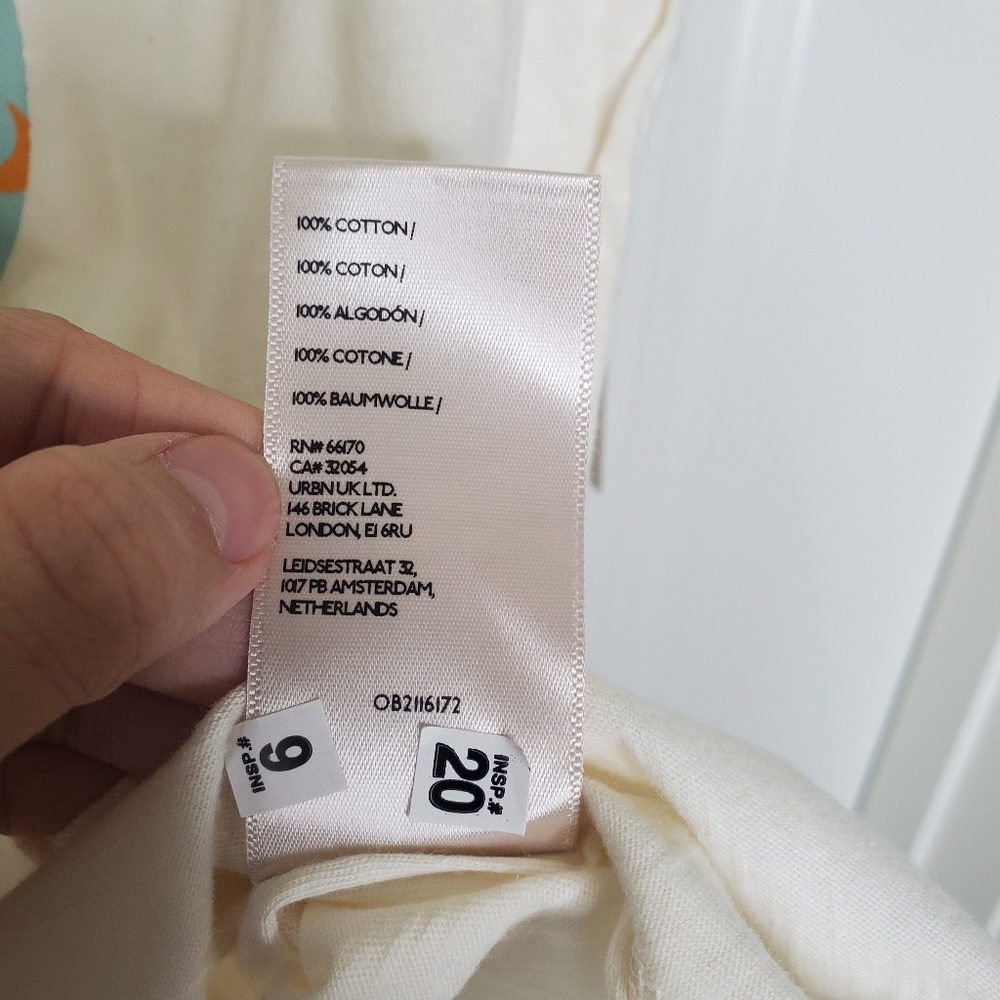 100% COTTON /
100% COTON /
100% ALGODÓN /
100% COTONE /
100% BAUMWOLLE /
RN# 66170
CA# 32054
URBN UK LTD.
146 BRICK LANE
LONDON, E1 6RU
LEIDSESTRAAT 32,
1017 PB AMSTERDAM,
NETHERLANDS
OB2116172
INSP.# 9
INSP.# 20